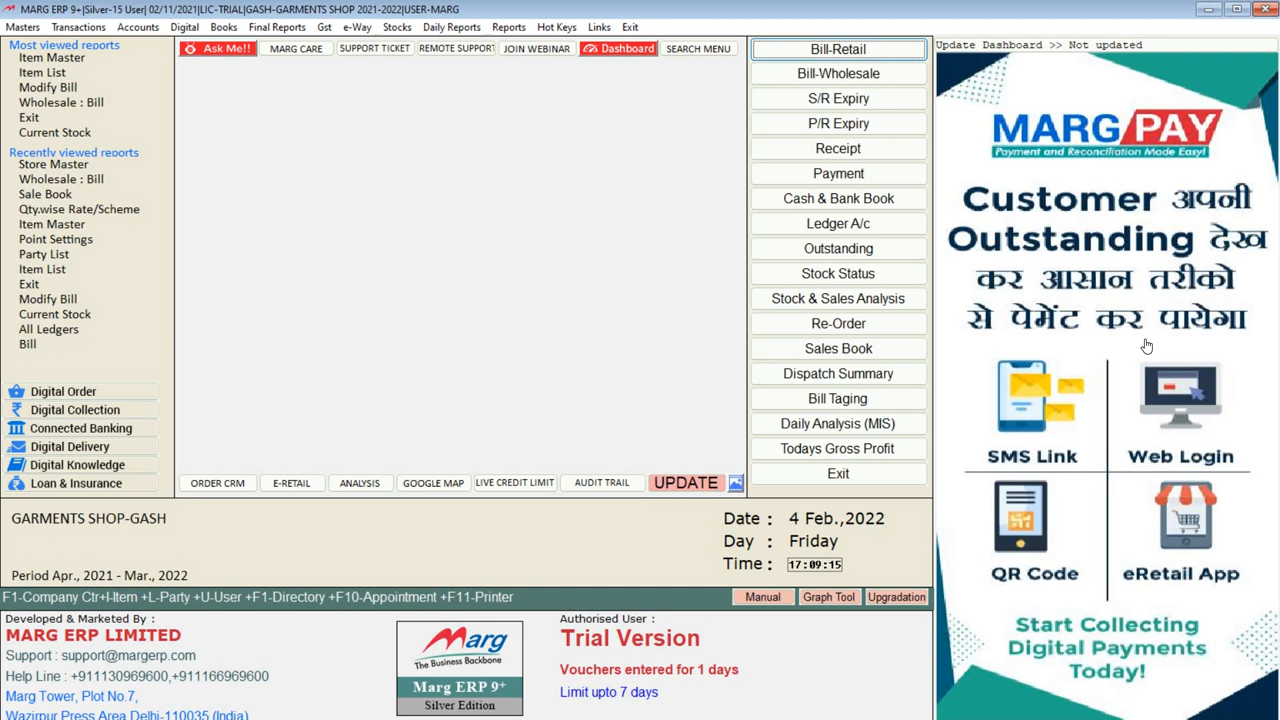 MARG ERP 9+|Silver-15 User| 02/11/2021|LIC-TRIAL|GASH-GARMENTS SHOP 2021-2022|USER-MARG
Masters Transactions Accounts Digital Books Final Reports Gst e-Way Stocks Daily Reports Reports Hot Keys Links Exit
Most viewed reports
Item Master
Item List
Modify Bill
Wholesale : Bill
Exit
Current Stock
Recently viewed reports
Store Master
Wholesale : Bill
Sale Book
Qty.wise Rate/Scheme
Item Master
Point Settings
Party List
Item List
Exit
Modify Bill
Current Stock
All Ledgers
Bill
Digital Order
Digital Collection
Connected Banking
Digital Delivery
Digital Knowledge
Loan & Insurance
Ask Me!! MARG CARE SUPPORT TICKET REMOTE SUPPORT JOIN WEBINAR Dashboard SEARCH MENU
ORDER CRM E-RETAIL ANALYSIS GOOGLE MAP LIVE CREDIT LIMIT AUDIT TRAIL UPDATE
Bill-Retail
Bill-Wholesale
S/R Expiry
P/R Expiry
Receipt
Payment
Cash & Bank Book
Ledger A/c
Outstanding
Stock Status
Stock & Sales Analysis
Re-Order
Sales Book
Dispatch Summary
Bill Taging
Daily Analysis (MIS)
Todays Gross Profit
Exit
Update Dashboard >> Not updated
MARG PAY
Payment and Reconciliation Made Easy!
Customer अपनी
Outstanding देख
कर आसान तरीको
से पेमेंट कर पायेगा
SMS Link Web Login
QR Code eRetail App
Start Collecting
Digital Payments
Today!
GARMENTS SHOP-GASH
Period Apr., 2021 - Mar., 2022
Date : 4 Feb.,2022
Day : Friday
Time : 17:09:15
F1-Company Ctr+I-Item +L-Party +U-User +F1-Directory +F10-Appointment +F11-Printer
Manual Graph Tool Upgradation
Developed & Marketed By :
MARG ERP LIMITED
Support : support@margerp.com
Help Line : +911130969600,+911166969600
Marg Tower, Plot No.7,
Wazirpur Press Area Delhi-110035 (India)
Marg
The Business Backbone
Marg ERP 9+
Silver Edition
Authorised User :
Trial Version
Vouchers entered for 1 days
Limit upto 7 days